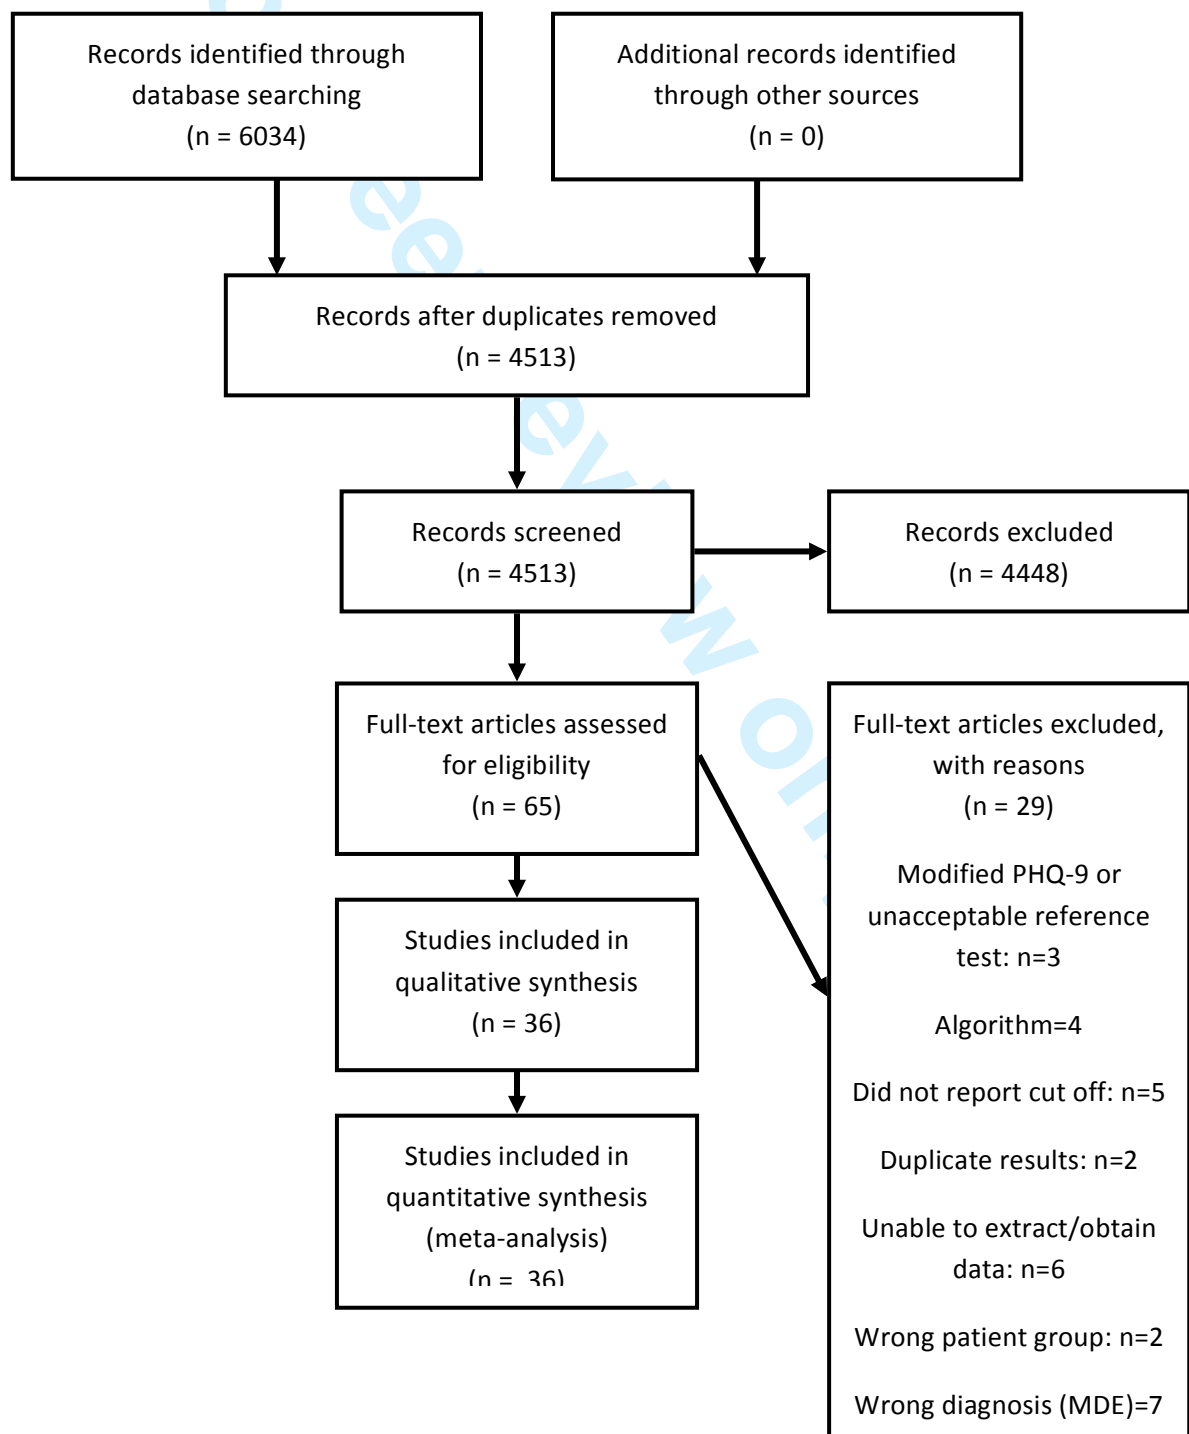 Records identified through
database searching
(n = 6034)
Additional records identified
through other sources
(n = 0)
Records after duplicates removed
(n = 4513)
Records screened
(n = 4513)
Records excluded
(n = 4448)
Full-text articles assessed
for eligibility
(n = 65)
Full-text articles excluded,
with reasons
(n = 29)
Modified PHQ-9 or
unacceptable reference
test: n=3
Algorithm=4
Did not report cut off: n=5
Duplicate results: n=2
Unable to extract/obtain
data: n=6
Wrong patient group: n=2
Wrong diagnosis (MDE)=7
Studies included in
qualitative synthesis
(n = 36)
Studies included in
quantitative synthesis
(meta-analysis)
(n = 36)